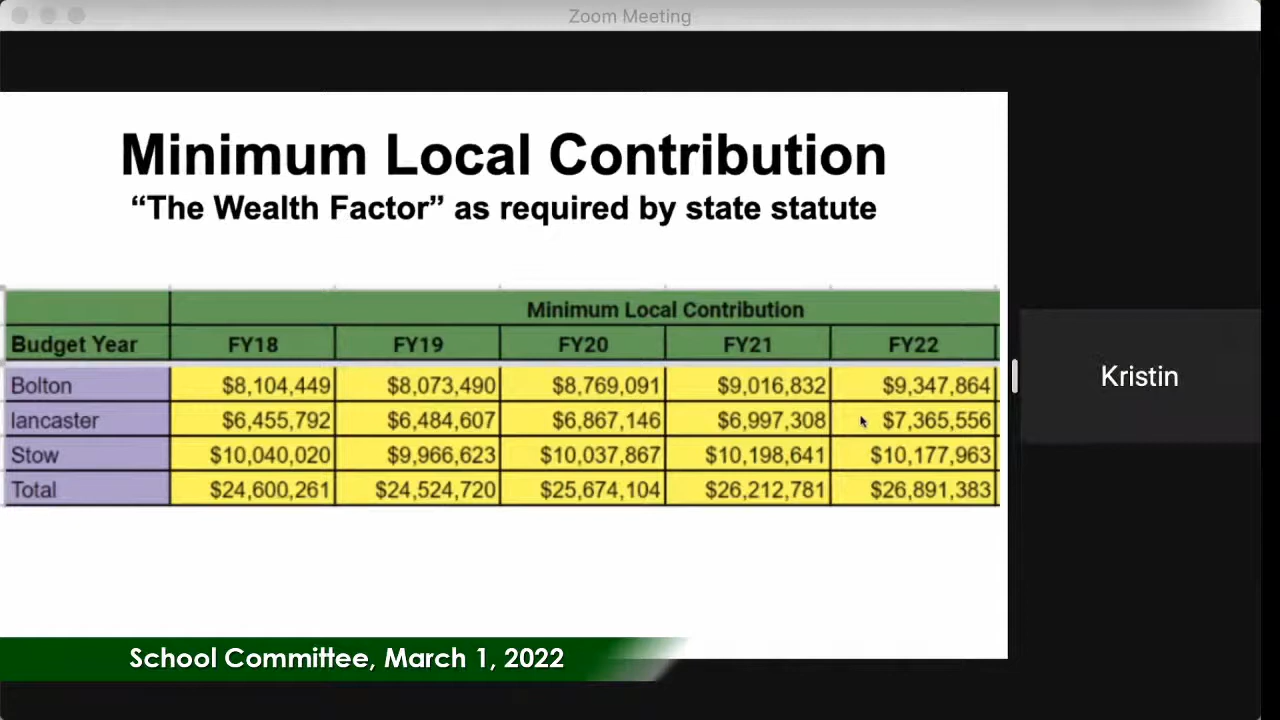 Zoom Meeting
Minimum Local Contribution
“The Wealth Factor” as required by state statute
Minimum Local Contribution
Budget Year FY18 FY19 FY20 FY21 FY22
Bolton $8,104,449 $8,073,490 $8,769,091 $9,016,832 $9,347,864
lancaster $6,455,792 $6,484,607 $6,867,146 $6,997,308 $7,365,556
Stow $10,040,020 $9,966,623 $10,037,867 $10,198,641 $10,177,963
Total $24,600,261 $24,524,720 $25,674,104 $26,212,781 $26,891,383
Kristin
School Committee, March 1, 2022